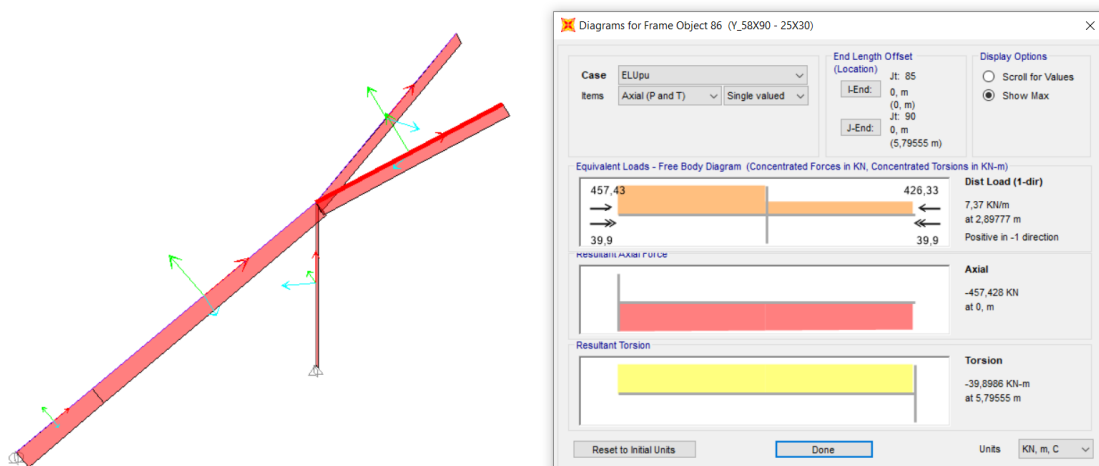 Diagrams for Frame Object 86 (Y_58X90 - 25X30)
Case ELUpu
Items Axial (P and T) Single valued
End Length Offset
(Location)
Jt: 85
I-End: 0, m
(0, m)
Jt: 90
J-End: 0, m
(5,79555 m)
Display Options
Scroll for Values
Show Max
Equivalent Loads - Free Body Diagram (Concentrated Forces in KN, Concentrated Torsions in KN-m)
457,43 426,33
39,9 39,9
Dist Load (1-dir)
7,37 KN/m
at 2,89777 m
Positive in -1 direction
Resultant Axial Force
Axial
-457,428 KN
at 0, m
Resultant Torsion
Torsion
-39,8986 KN-m
at 5,79555 m
Reset to Initial Units Done Units KN, m, C